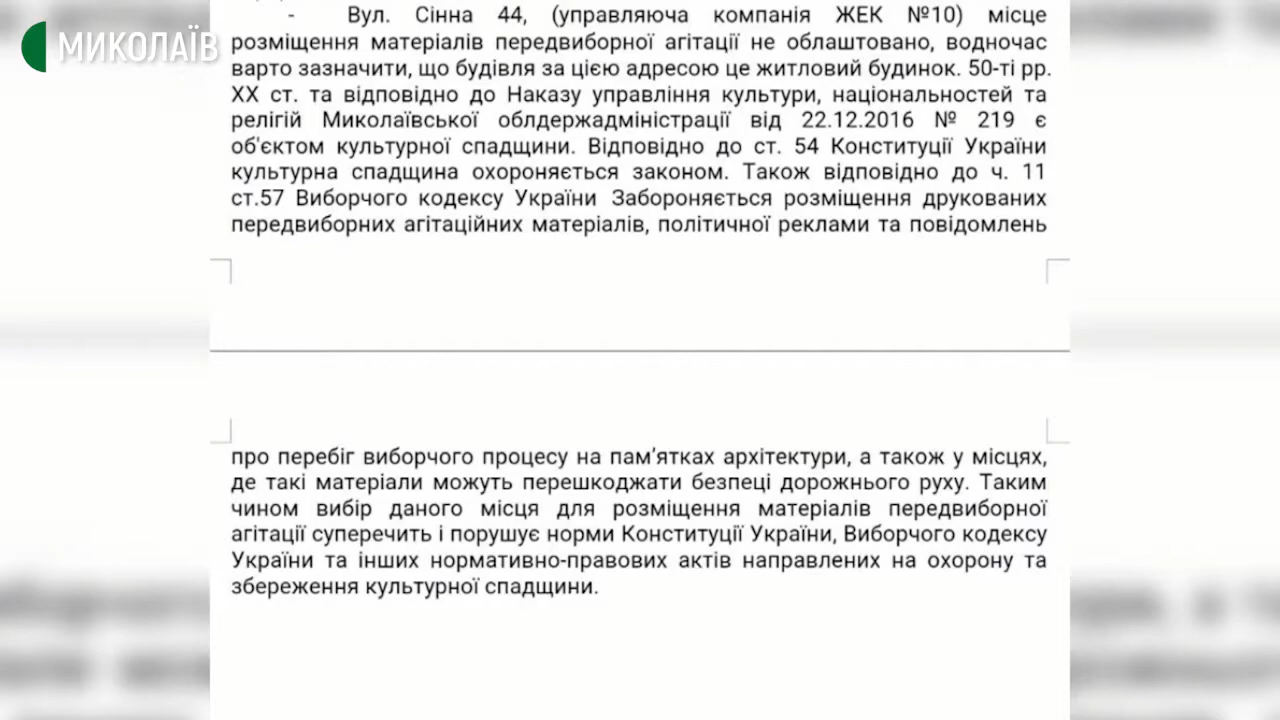 МИКОЛАЇВ
- Вул. Сінна 44, (управляюча компанія ЖЕК №10) місце
розміщення матеріалів передвиборної агітації не облаштовано, водночас
варто зазначити, що будівля за цією адресою це житловий будинок. 50-ті рр.
ХХ ст. та відповідно до Наказу управління культури, національностей та
релігій Миколаївської облдержадміністрації від 22.12.2016 № 219 є
об'єктом культурної спадщини. Відповідно до ст. 54 Конституції України
культурна спадщина охороняється законом. Також відповідно до ч. 11
ст.57 Виборчого кодексу України Забороняється розміщення друкованих
передвиборних агітаційних матеріалів, політичної реклами та повідомлень
про перебіг виборчого процесу на пам’ятках архітектури, а також у місцях,
де такі матеріали можуть перешкоджати безпеці дорожнього руху. Таким
чином вибір даного місця для розміщення матеріалів передвиборної
агітації суперечить і порушує норми Конституції України, Виборчого кодексу
України та інших нормативно-правових актів направлених на охорону та
збереження культурної спадщини.